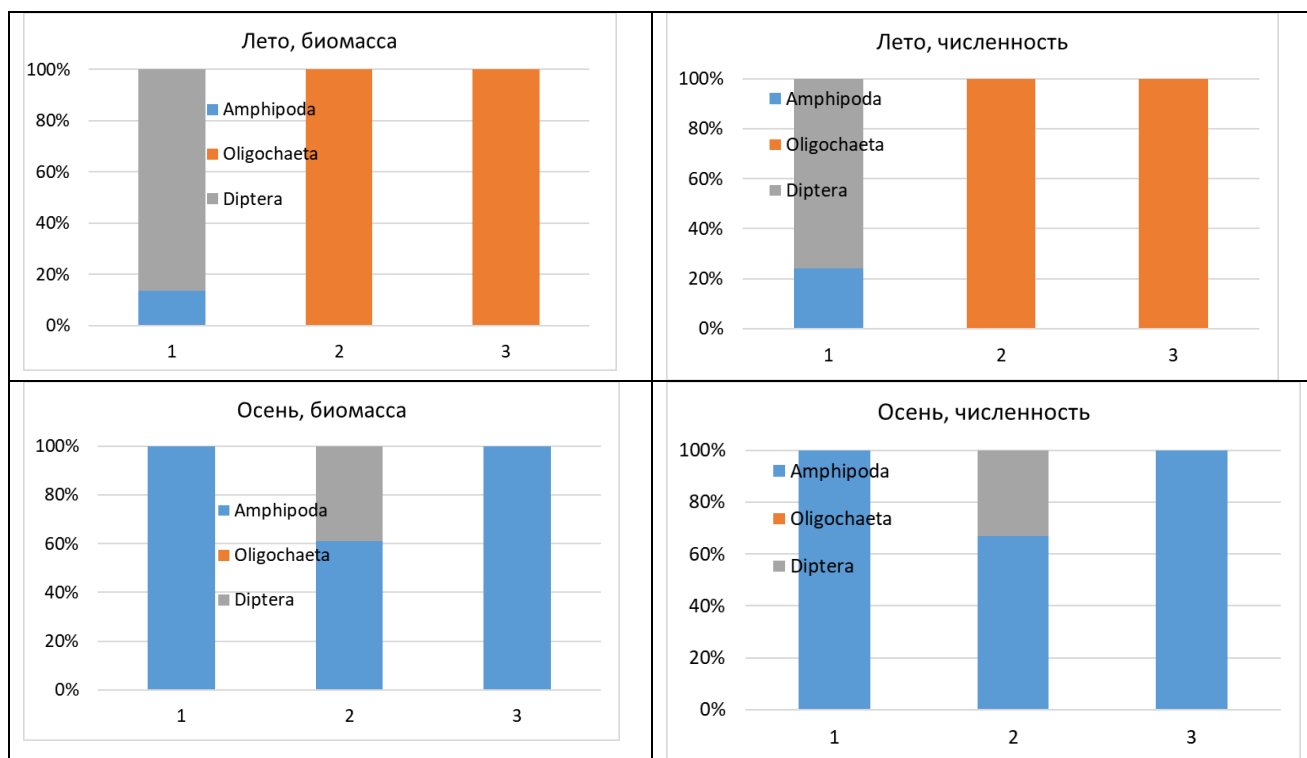 Лето, биомасса
100%
80%
60%
40%
20%
0%
Amphipoda
Oligochaeta
Diptera
1 2 3
Лето, численность
100%
80%
60%
40%
20%
0%
Amphipoda
Oligochaeta
Diptera
1 2 3
Осень, биомасса
100%
80%
60%
40%
20%
0%
Amphipoda
Oligochaeta
Diptera
1 2 3
Осень, численность
100%
80%
60%
40%
20%
0%
Amphipoda
Oligochaeta
Diptera
1 2 3